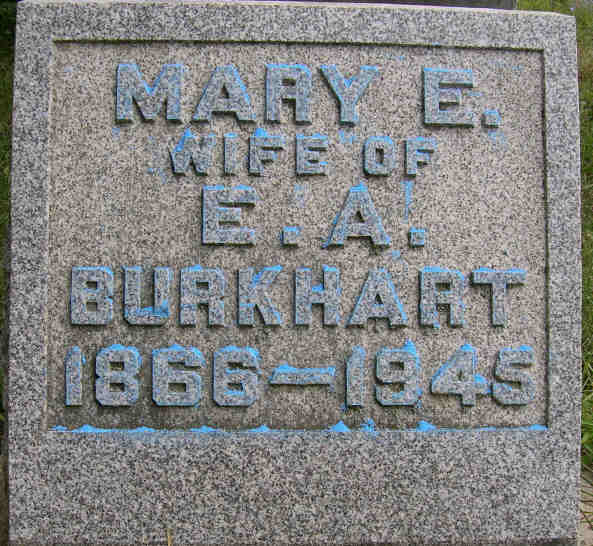 MARY E.
WIFE OF
E. A.
BURKHART
1866-1945